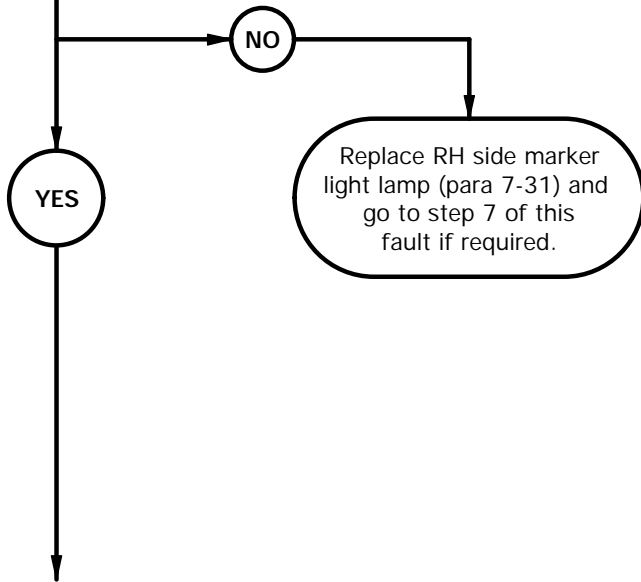 NO
YES
Replace RH side marker
light lamp (para 7-31) and
go to step 7 of this
fault if required.